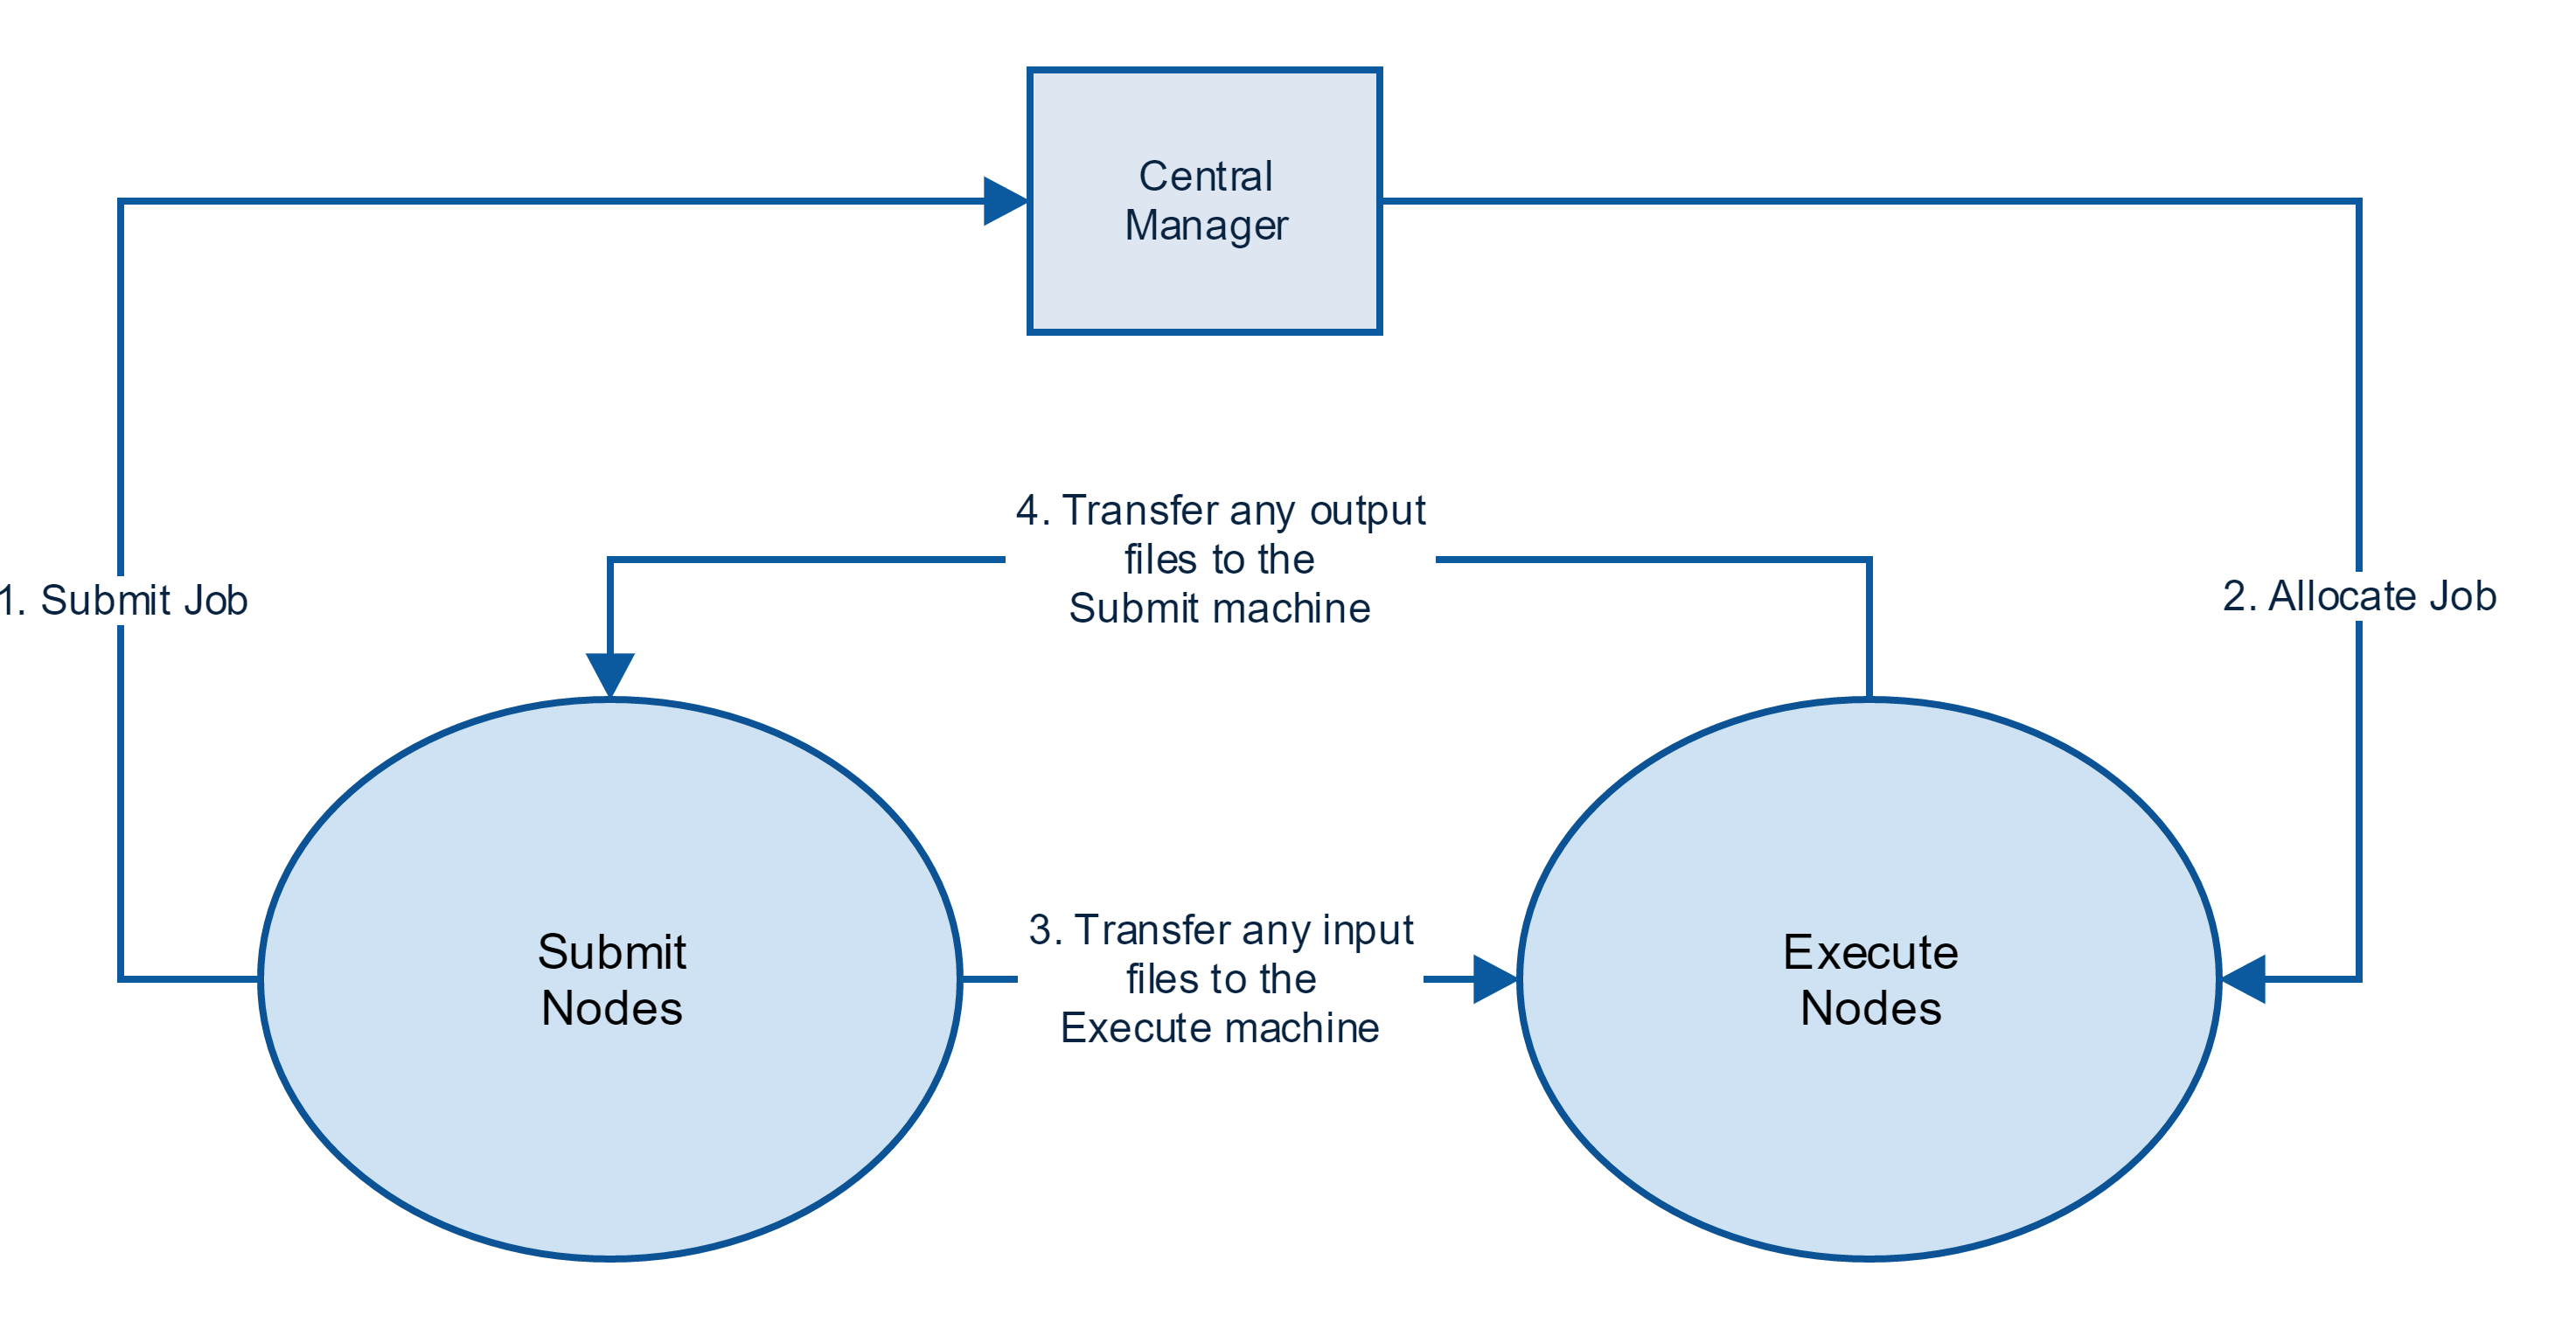 Central
Manager
4. Transfer any output
files to the
Submit machine
1. Submit Job
2. Allocate Job
3. Transfer any input
files to the
Execute machine
Submit
Nodes
Execute
Nodes